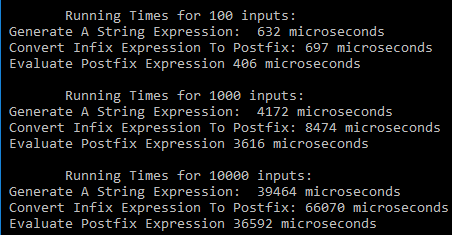 Running Times for 100 inputs:
Generate A String Expression:  632 microseconds
Convert Infix Expression To Postfix: 697 microseconds
Evaluate Postfix Expression 406 microseconds
Running Times for 1000 inputs:
Generate A String Expression:  4172 microseconds
Convert Infix Expression To Postfix: 8474 microseconds
Evaluate Postfix Expression 3616 microseconds
Running Times for 10000 inputs:
Generate A String Expression:  39464 microseconds
Convert Infix Expression To Postfix: 66070 microseconds
Evaluate Postfix Expression 36592 microseconds